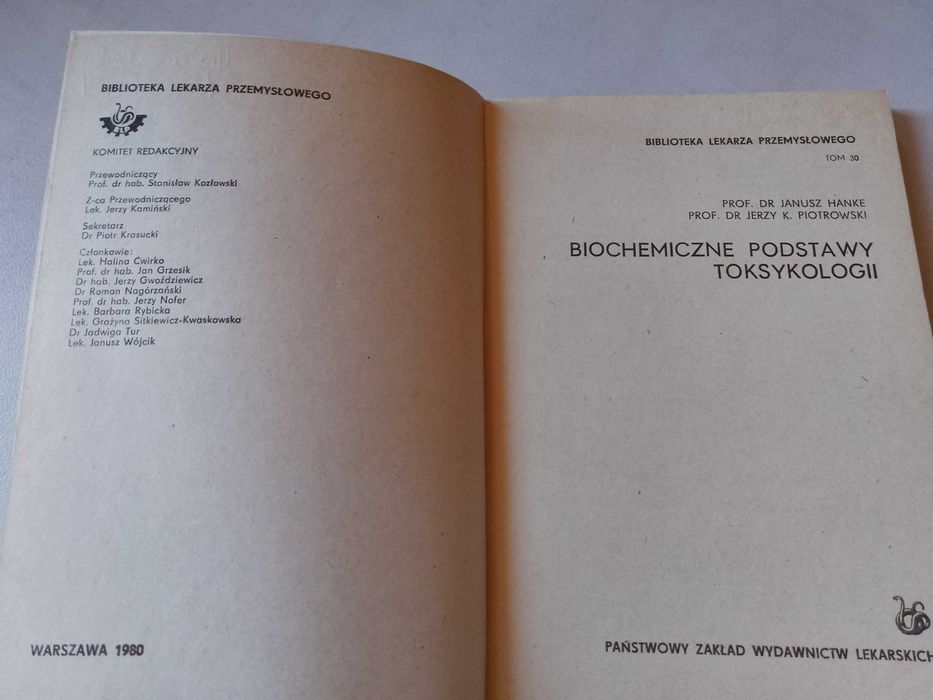 BIBLIOTEKA LEKARZA PRZEMYSŁOWEGO
BLP
KOMITET REDAKCYJNY
Przewodniczący
Prof. dr hab. Stanisław Kozłowski
Z-ca Przewodniczącego
Lek. Jerzy Kamiński
Sekretarz
Dr Piotr Krasucki
Członkowie:
Lek. Halina Ćwirko
Prof. dr hab. Jan Grzesik
Dr hab. Jerzy Gwoździewicz
Dr Roman Nagórzański
Prof. dr hab. Jerzy Nofer
Lek. Barbara Rybicka
Lek. Grażyna Sitkiewicz-Kwaskowska
Dr Jadwiga Tur
Lek. Janusz Wójcik
WARSZAWA 1980
BIBLIOTEKA LEKARZA PRZEMYSŁOWEGO
TOM 30
PROF. DR JANUSZ HANKE
PROF. DR JERZY K. PIOTROWSKI
BIOCHEMICZNE PODSTAWY
TOKSYKOLOGII
PAŃSTWOWY ZAKŁAD WYDAWNICTW LEKARSKICH